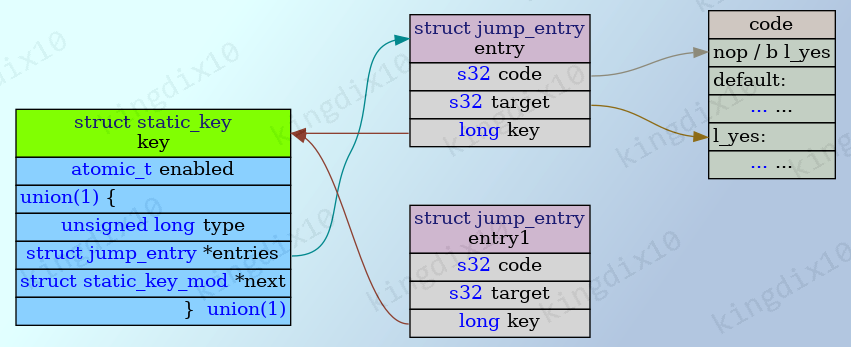 struct static_key
key
atomic_t enabled
union(1) {
unsigned long type
struct jump_entry *entries
struct static_key_mod *next
} union(1)
struct jump_entry
entry
s32 code
s32 target
long key
struct jump_entry
entry1
s32 code
s32 target
long key
code
nop / b l_yes
default:
... ...
l_yes:
... ...
kingdix10
kingdix10
kingdix10
kingdix10
kingdix10
kingdix10
kingdix10
kingdix10
kingdix10
kingdix10